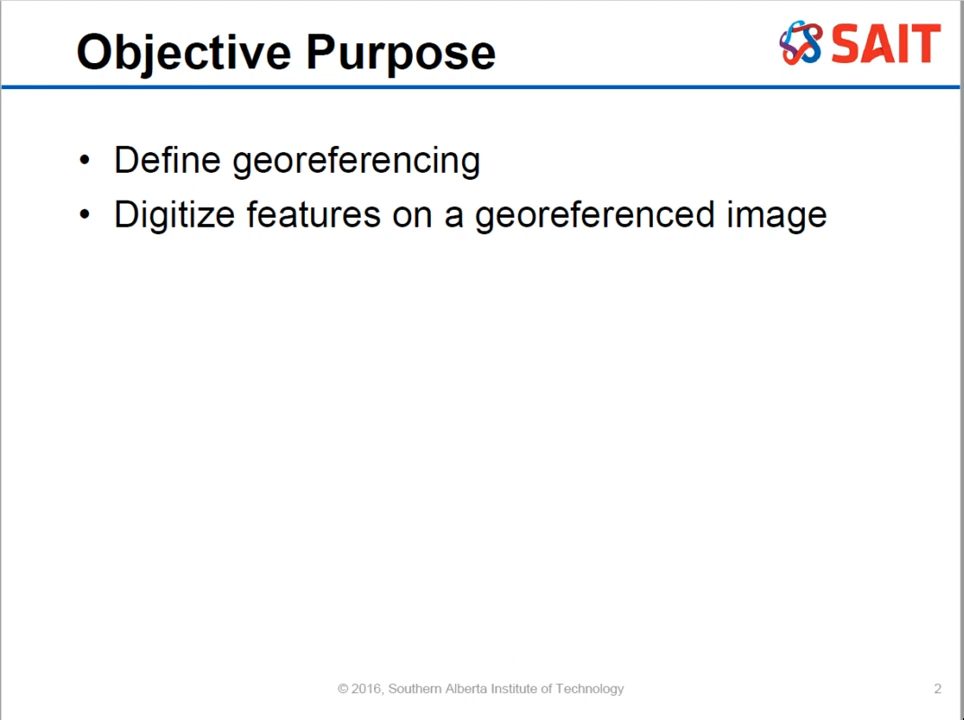 Objective Purpose
SAIT
• Define georeferencing
• Digitize features on a georeferenced image
© 2016, Southern Alberta Institute of Technology
2